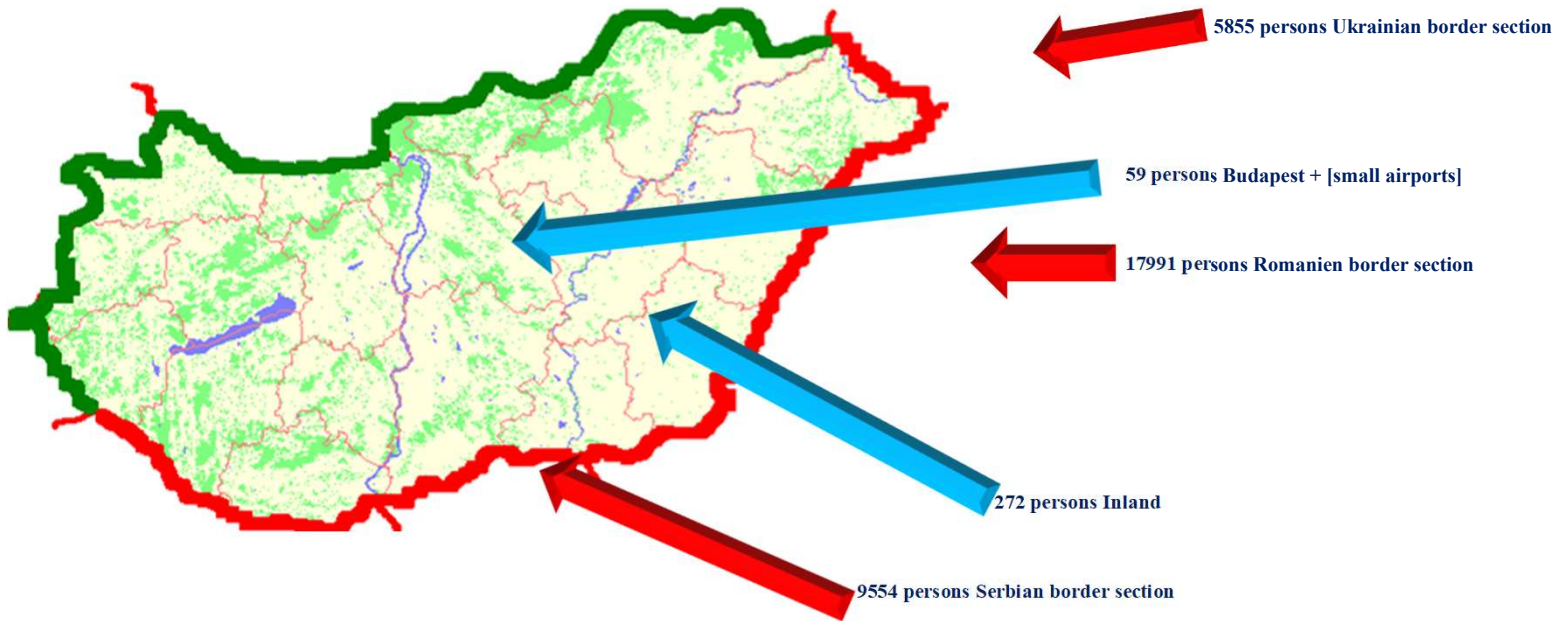 5855 persons Ukrainian border section
59 persons Budapest + [small airports]
17991 persons Romanien border section
272 persons Inland
9554 persons Serbian border section